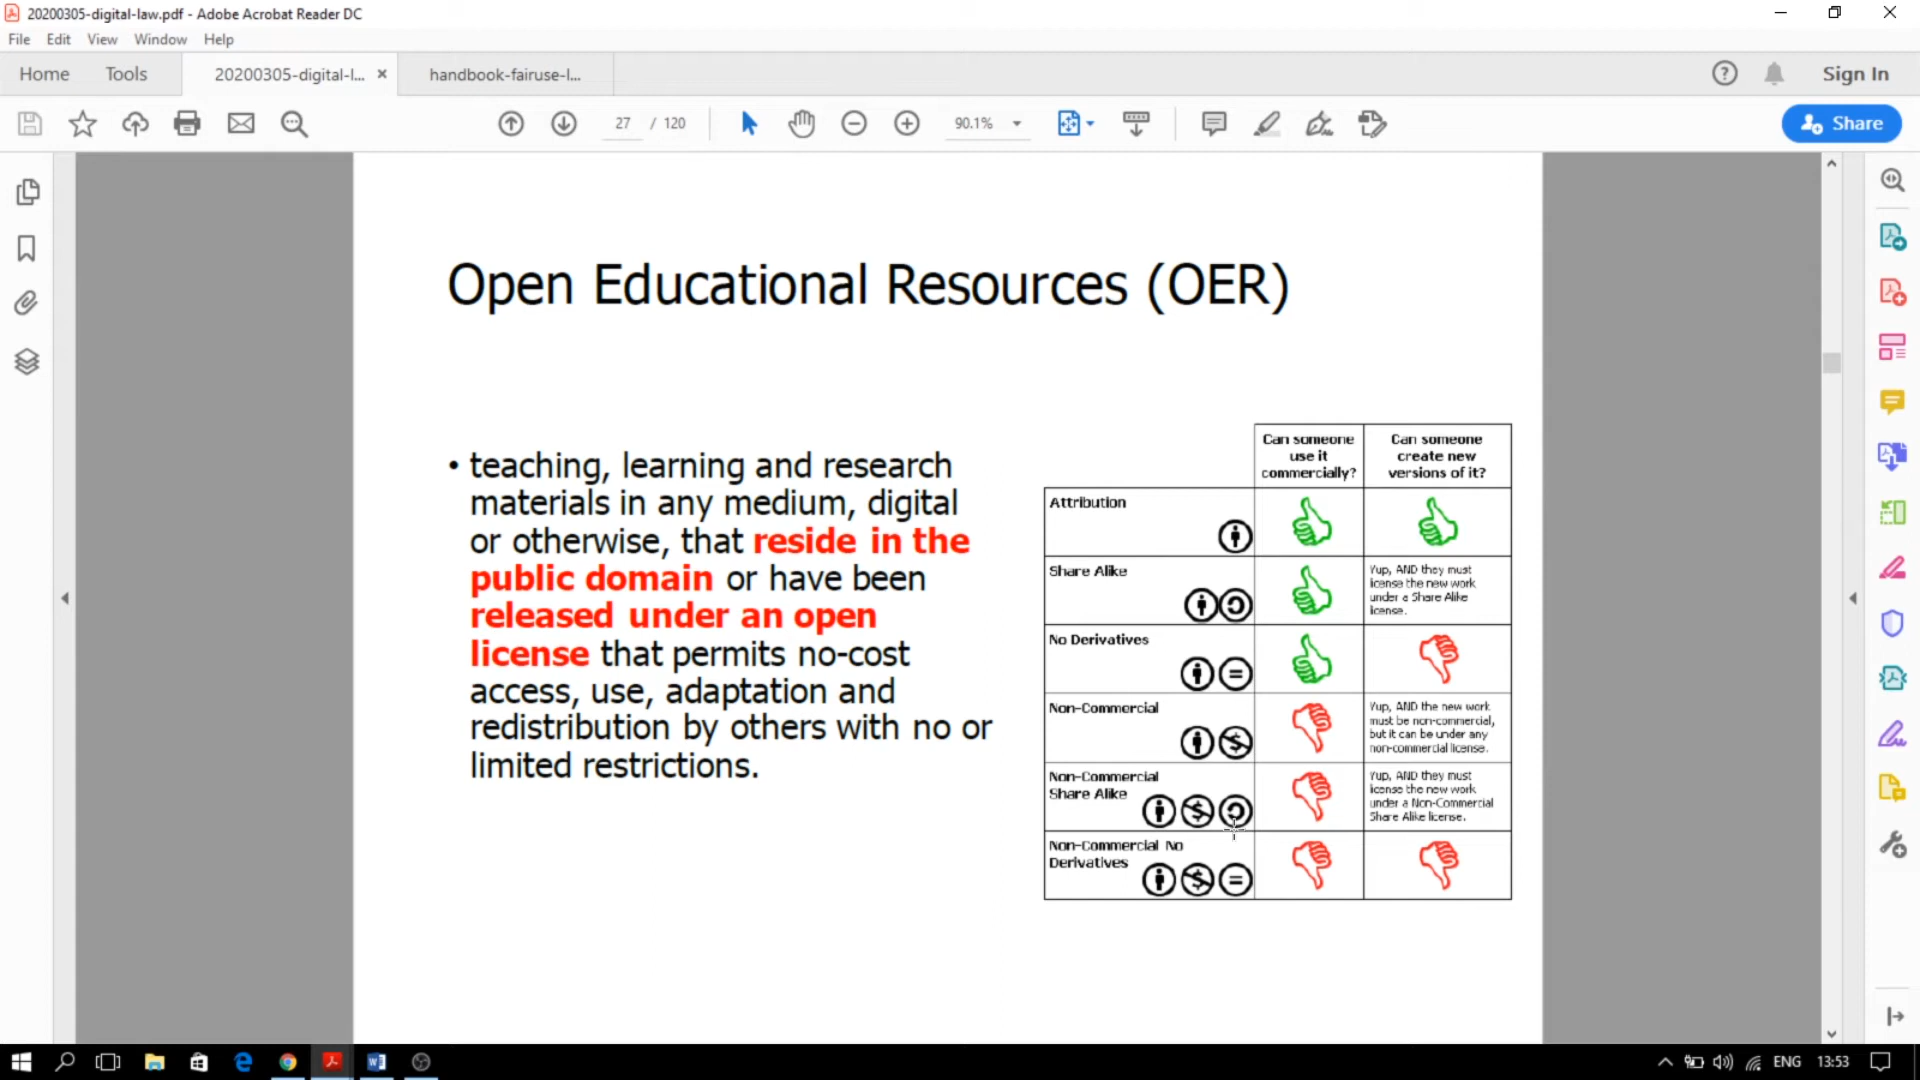 20200305-digital-law.pdf - Adobe Acrobat Reader DC
File Edit View Window Help
Home Tools 20200305-digital-l... × handbook-fairuse-l... Sign In
27 / 120 90.1% Share
Open Educational Resources (OER)
• teaching, learning and research
materials in any medium, digital
or otherwise, that reside in the
public domain or have been
released under an open
license that permits no-cost
access, use, adaptation and
redistribution by others with no or
limited restrictions.
Can someone
use it
commercially?
Can someone
create new
versions of it?
Attribution
Share Alike
Yup, AND they must
license the new work
under a Share Alike
license.
No Derivatives
Non-Commercial
Yup, AND the new work
must be non-commercial,
but it can be under any
non-commercial license.
Non-Commercial
Share Alike
Yup, AND they must
license the new work
under a Non-Commercial
Share Alike license.
Non-Commercial No
Derivatives
ENG 13:53